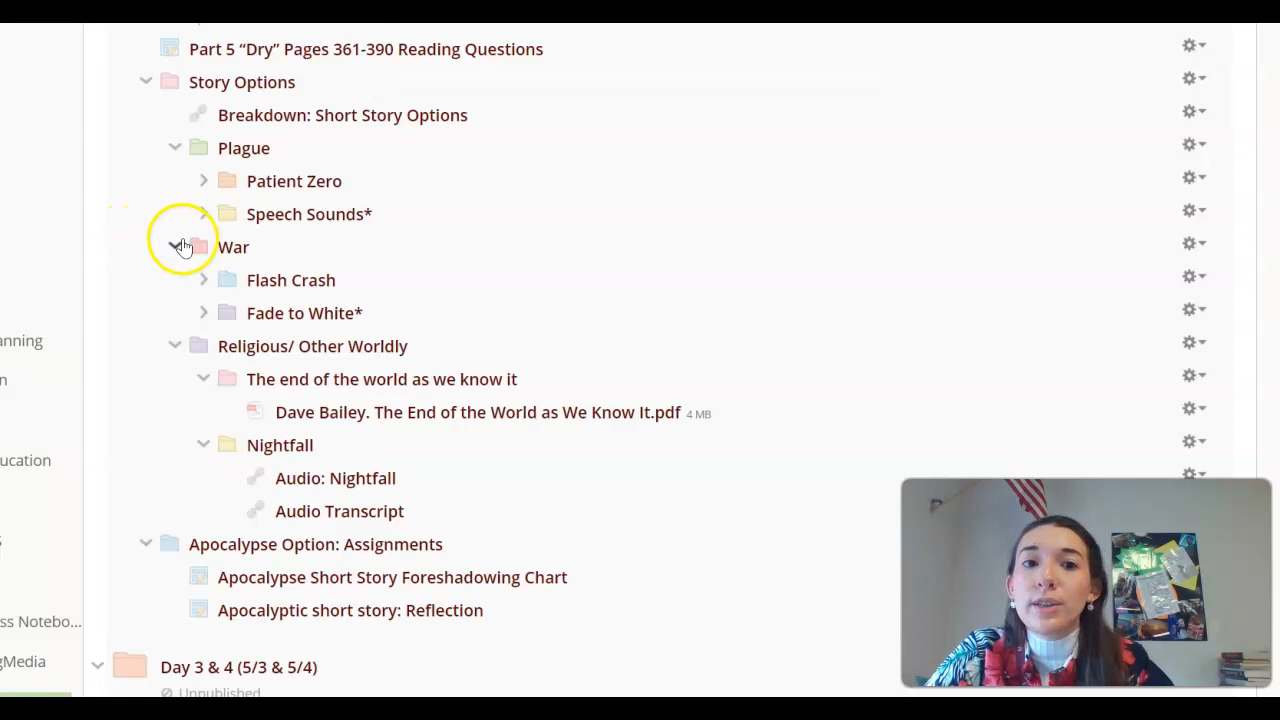 Part 5 “Dry” Pages 361-390 Reading Questions
Story Options
Breakdown: Short Story Options
Plague
Patient Zero
Speech Sounds*
War
Flash Crash
Fade to White*
anning
Religious/ Other Worldly
The end of the world as we know it
Dave Bailey. The End of the World as We Know It.pdf 4 MB
Nightfall
ucation
Audio: Nightfall
Audio Transcript
Apocalypse Option: Assignments
Apocalypse Short Story Foreshadowing Chart
Apocalyptic short story: Reflection
ss Notebo...
gMedia
Day 3 & 4 (5/3 & 5/4)
Unpublished